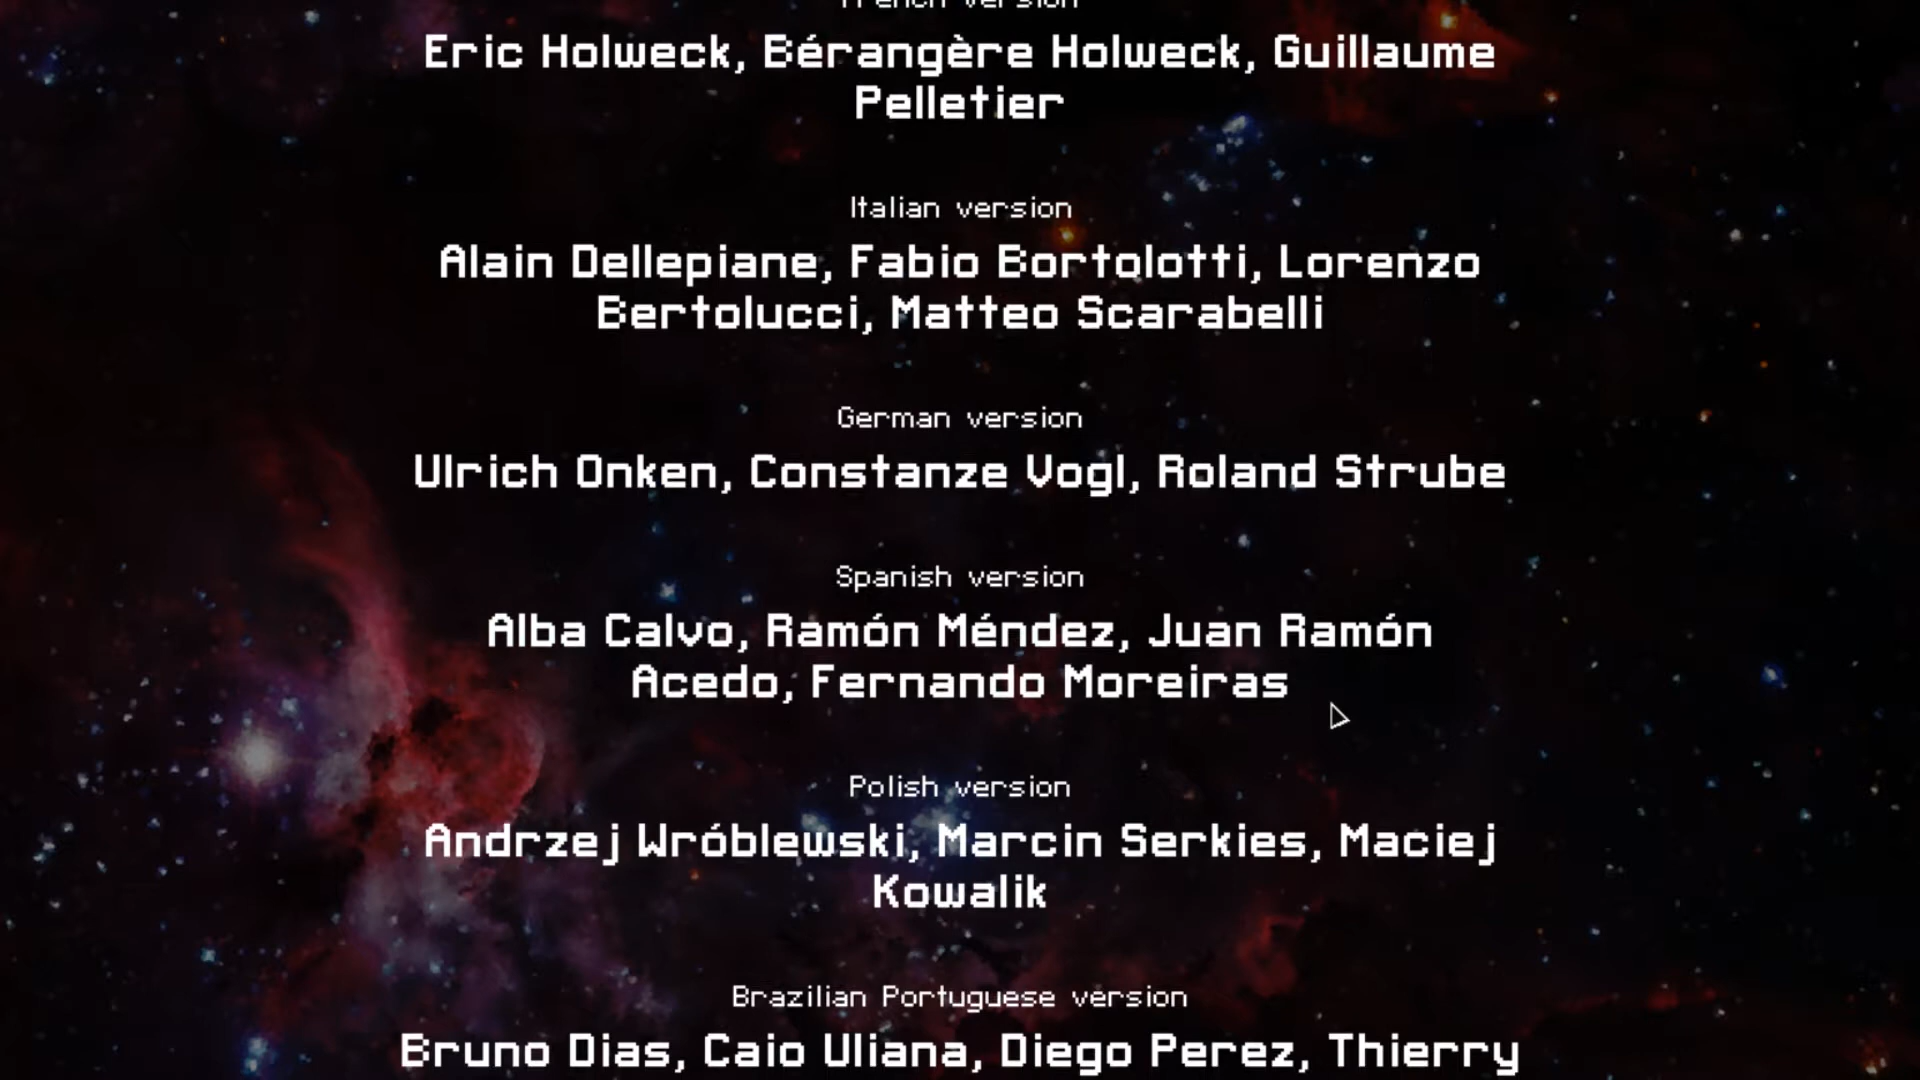 French version
Eric Holweck, Bérangère Holweck, Guillaume
Pelletier
Italian version
Alain Dellepiane, Fabio Bortolotti, Lorenzo
Bertolucci, Matteo Scarabelli
German version
Ulrich Onken, Constanze Vogl, Roland Strube
Spanish version
Alba Calvo, Ramón Méndez, Juan Ramón
Acedo, Fernando Moreiras
Polish version
Andrzej Wróblewski, Marcin Serkies, Maciej
Kowalik
Brazilian Portuguese version
Bruno Dias, Caio Uliana, Diego Perez, Thierry